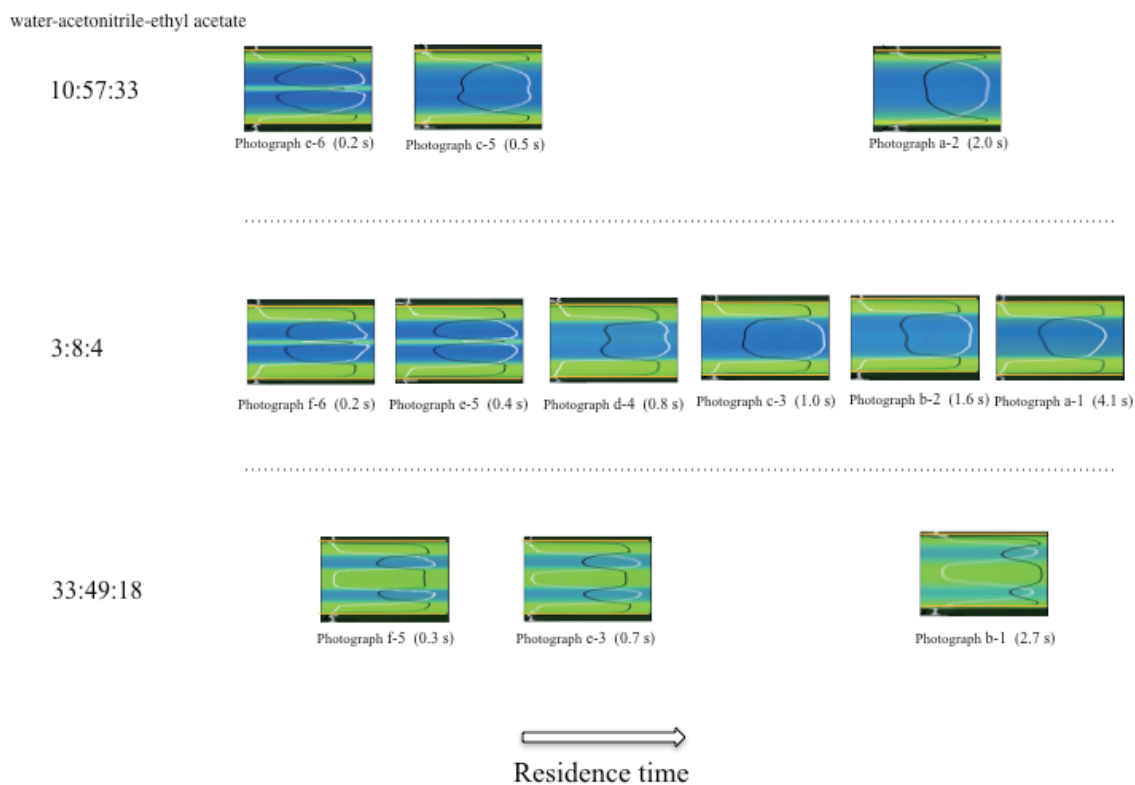 water-acetonitrile-ethyl acetate
10:57:33
Photograph e-6 (0.2 s)
Photograph c-5 (0.5 s)
Photograph a-2 (2.0 s)
3:8:4
Photograph f-6 (0.2 s)
Photograph e-5 (0.4 s)
Photograph d-4 (0.8 s)
Photograph c-3 (1.0 s)
Photograph b-2 (1.6 s)
Photograph a-1 (4.1 s)
33:49:18
Photograph f-5 (0.3 s)
Photograph e-3 (0.7 s)
Photograph b-1 (2.7 s)
Residence time